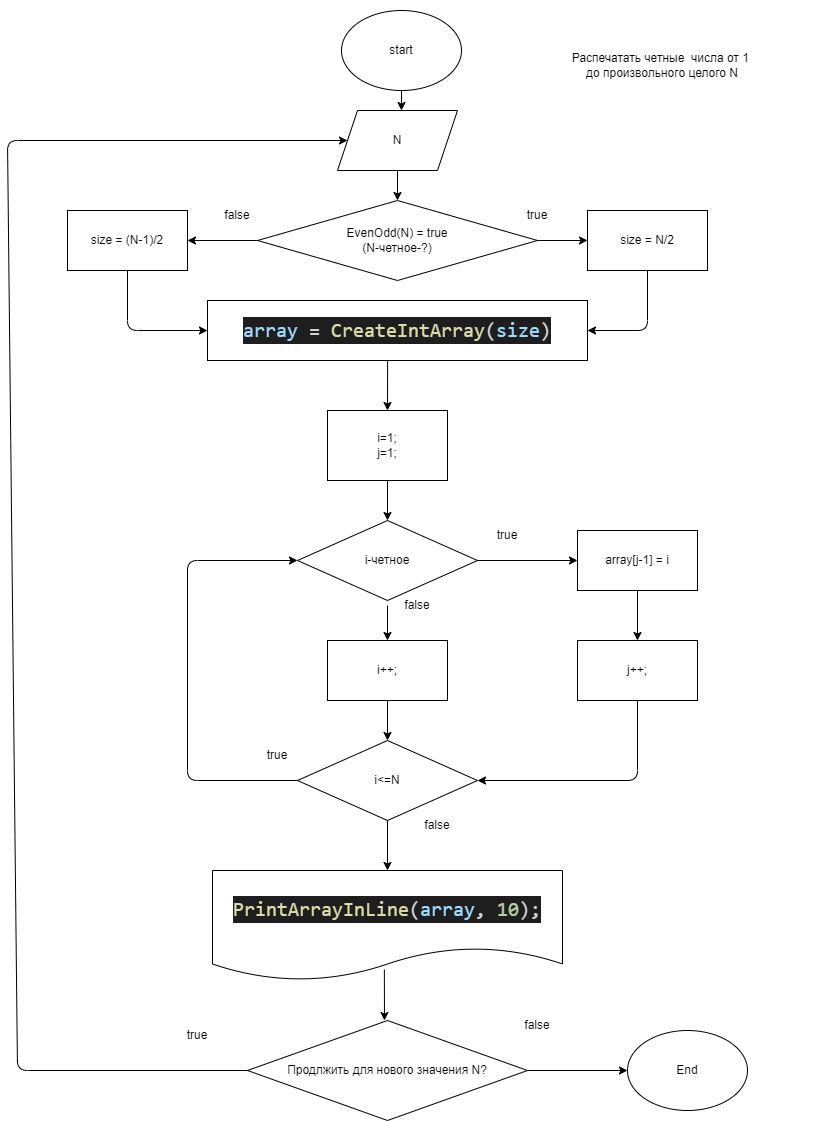 start
Распечатать четные числа от 1
до произвольного целого N
N
false
true
size = (N-1)/2
EvenOdd(N) = true
(N-четное-?)
size = N/2
array = CreateIntArray(size)
i=1;
j=1;
true
i-четное
array[j-1] = i
false
i++;
j++;
true
i<=N
false
PrintArrayInLine(array, 10);
true
false
Продлжить для нового значения N?
End